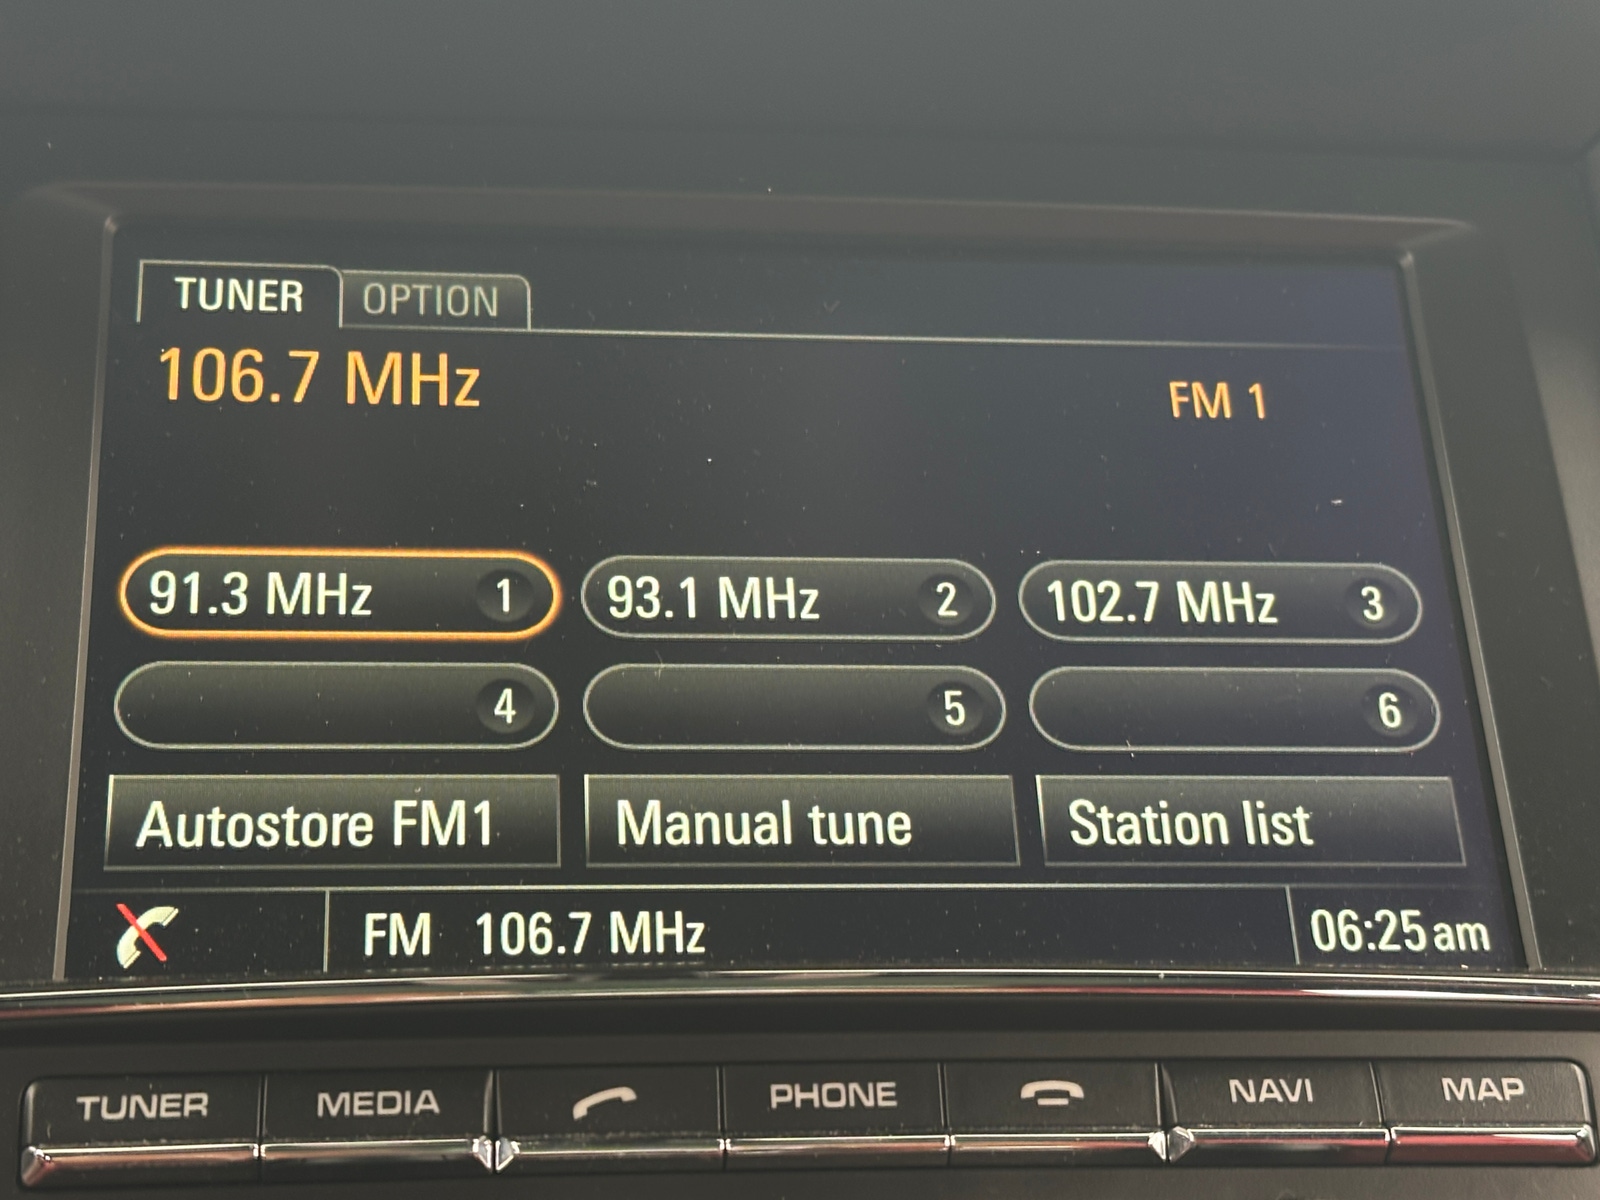 TUNER OPTION
106.7 MHz FM 1
91.3 MHz 1 93.1 MHz 2 102.7 MHz 3
4 5 6
Autostore FM1 Manual tune Station list
FM 106.7 MHz 06:25 am
TUNER MEDIA PHONE NAVI MAP